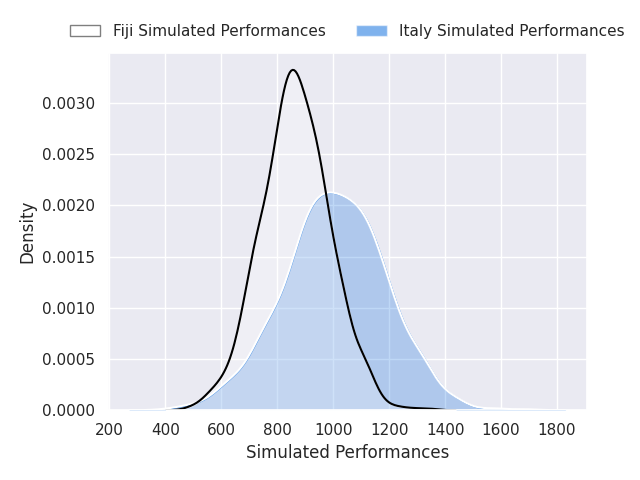 Fiji Simulated Performances
Italy Simulated Performances
0.0030
0.0025
0.0020
0.0015
0.0010
0.0005
0.0000
Density
200 400 600 800 1000 1200 1400 1600 1800
Simulated Performances